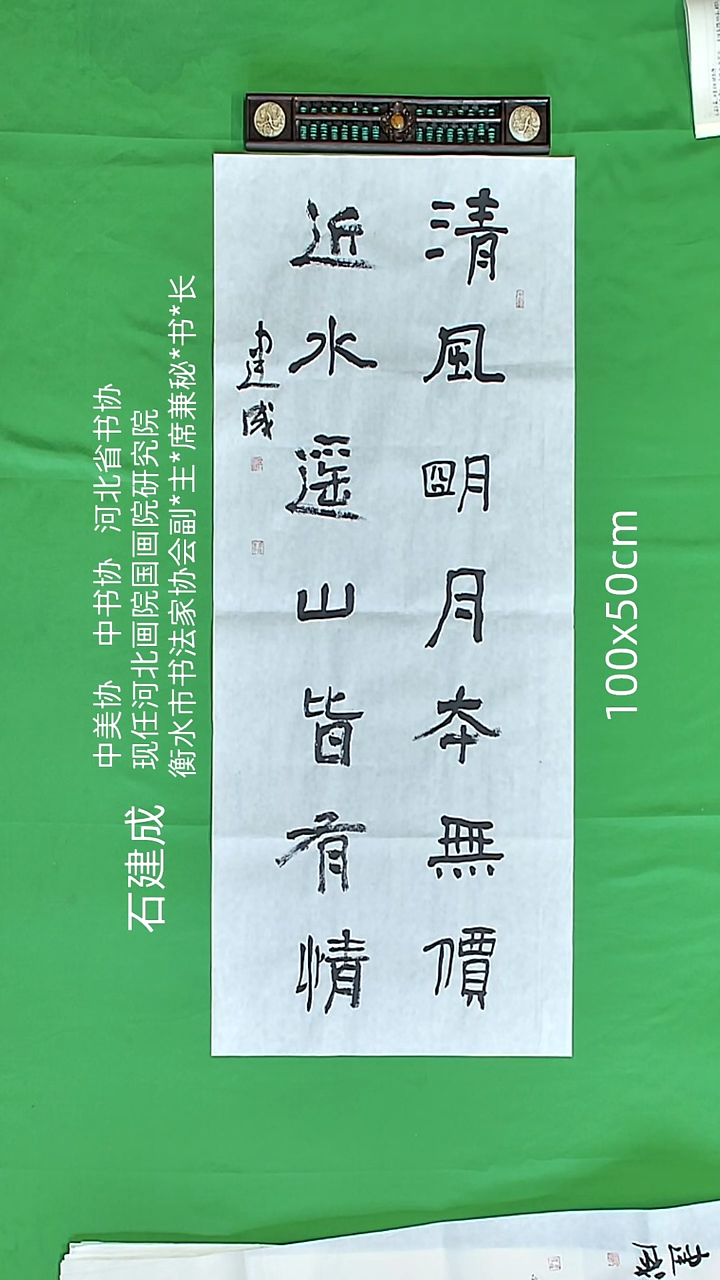 清風明月本無價
近水遥山皆有情
建成
石建成
中美协 中书协 河北省书协
现任河北画院国画院研究院
衡水市书法家协会副*主*席兼秘*书*长
100x50cm
建成